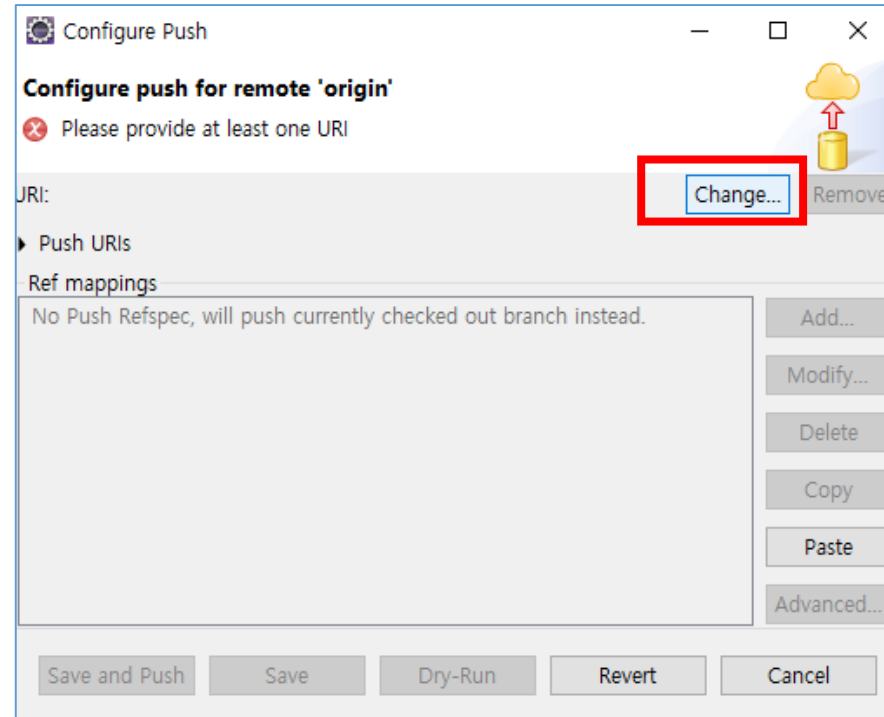 Configure Push
Configure push for remote 'origin'
Please provide at least one URI
URI:
Change...
Remove
Push URIs
Ref mappings
No Push Refspec, will push currently checked out branch instead.
Add...
Modify...
Delete
Copy
Paste
Advanced...
Save and Push
Save
Dry-Run
Revert
Cancel